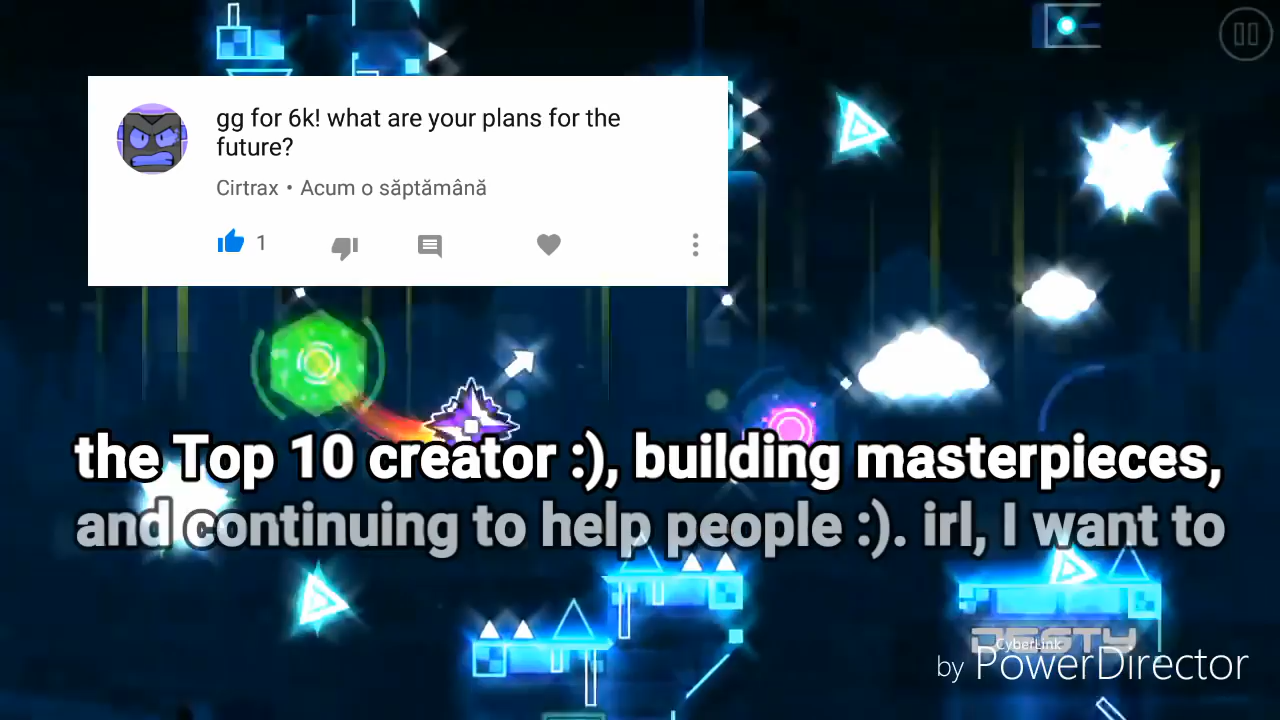 gg for 6k! what are your plans for the
future?
Cirtrax • Acum o săptămână
1
the Top 10 creator :), building masterpieces,
and continuing to help people :). irl, I want to
DESTY
CyberLink
by PowerDirector